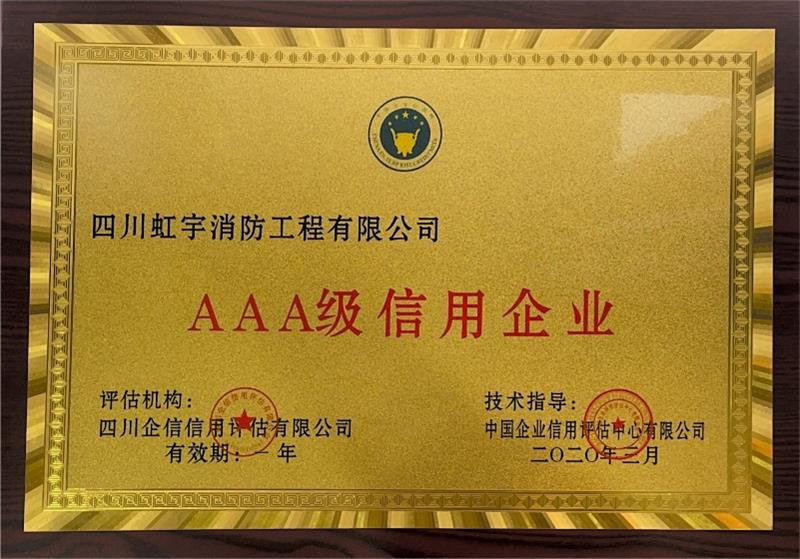 四川虹宇消防工程有限公司
AAA级信用企业
评估机构：
四川企信信用评估有限公司
有效期：一年
技术指导：
中国企业信用评估中心有限公司
二〇二〇年三月